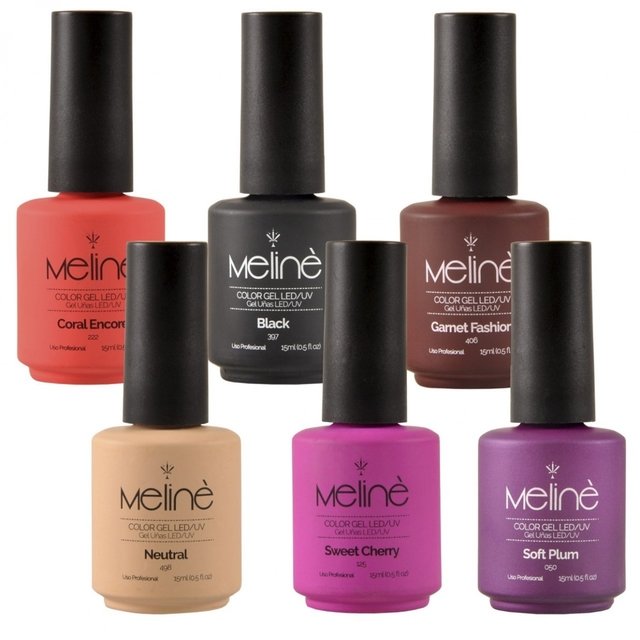 Melinè
COLOR GEL LED/UV
Gel Uñas LED/UV
Coral Encore
222
Uso Profesional 15ml (0.5 fl oz)
Melinè
COLOR GEL LED/UV
Gel Uñas LED/UV
Black
397
Uso Profesional 15ml (0.5 fl oz)
Melinè
COLOR GEL LED/UV
Gel Uñas LED/UV
Garnet Fashion
406
Uso Profesional 15ml (0.5 fl oz)
Melinè
COLOR GEL LED/UV
Gel Uñas LED/UV
Neutral
498
Uso Profesional 15ml (0.5 fl oz)
Melinè
COLOR GEL LED/UV
Gel Uñas LED/UV
Sweet Cherry
125
Uso Profesional 15ml (0.5 fl oz)
Melinè
COLOR GEL LED/UV
Gel Uñas LED/UV
Soft Plum
050
Uso Profesional 15ml (0.5 fl oz)